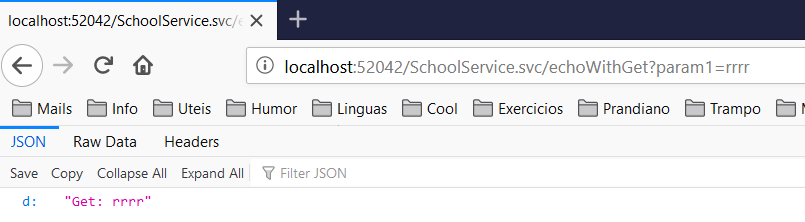 localhost:52042/SchoolService.svc/e
localhost:52042/SchoolService.svc/echoWithGet?param1=rrrr
Mails Info Uteis Humor Linguas Cool Exercicios Prandiano Trampo
JSON Raw Data Headers
Save Copy Collapse All Expand All Filter JSON
d: "Get: rrrr"